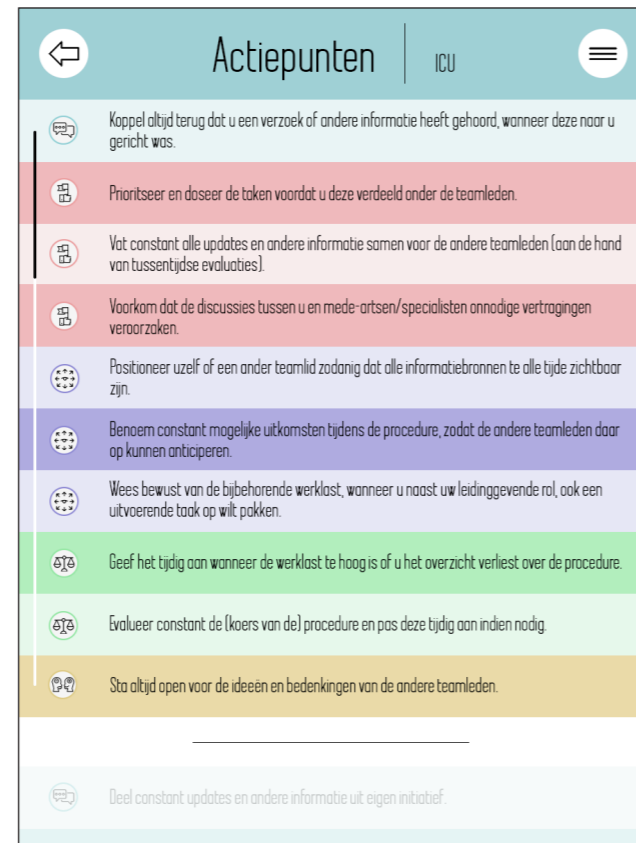 Actiepunten
ICU
Koppel altijd terug dat u een verzoek of andere informatie heeft gehoord, wanneer deze naar u
gericht was.
Prioritseer en doseer de taken voordat u deze verdeeld onder de teamleden.
Vat constant alle updates en andere informatie samen voor de andere teamleden (aan de hand
van tussentijdse evaluaties).
Voorkom dat de discussies tussen u en mede-artsen/specialisten onnodige vertragingen
veroorzaken.
Positioneer uzelf of een ander teamlid zodanig dat alle informatiebronnen te alle tijde zichtbaar
zijn.
Benoem constant mogelijke uitkomsten tijdens de procedure, zodat de andere teamleden daar
op kunnen anticiperen.
Wees bewust van de bijbehorende werklast, wanneer u naast uw leidinggevende rol, ook een
uitvoerende taak op wilt pakken.
Geef het tijdig aan wanneer de werklast te hoog is of u het overzicht verliest over de procedure.
Evalueer constant de (koers van de) procedure en pas deze tijdig aan indien nodig.
Sta altijd open voor de ideeën en bedenkingen van de andere teamleden.
Deel constant updates en andere informatie uit eigen initiatief.